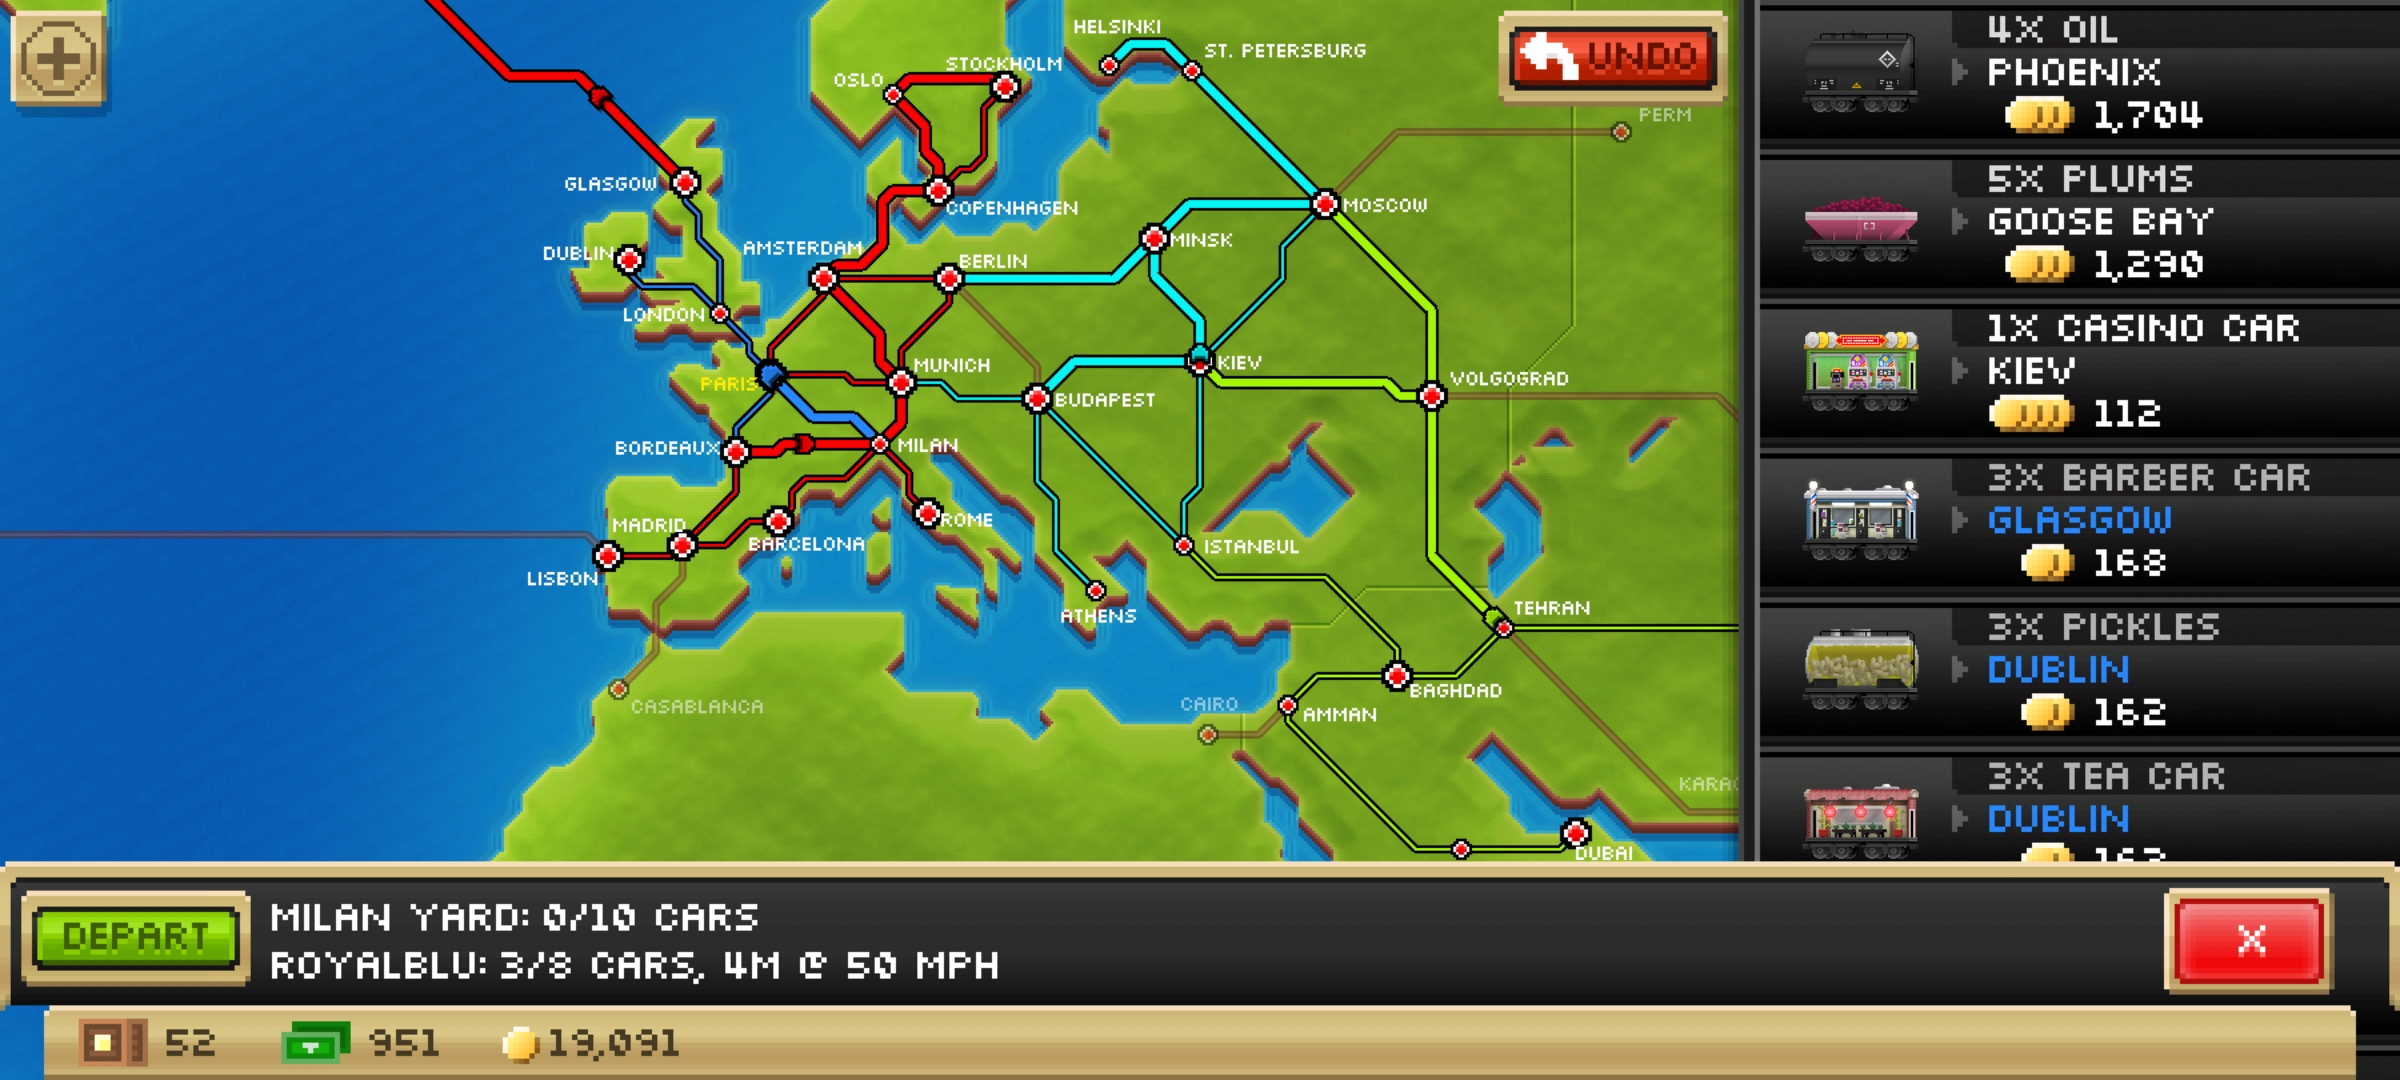 HELSINKI
ST. PETERSBURG
STOCKHOLM
OSLO
UNDO
PERM
GLASGOW
COPENHAGEN
MOSCOW
DUBLIN
AMSTERDAM
BERLIN
MINSK
LONDON
PARIS
MUNICH
KIEV
VOLGOGRAD
BUDAPEST
BORDEAUX
MILAN
MADRID
ROME
BARCELONA
ISTANBUL
LISBON
ATHENS
TEHRAN
CASABLANCA
BAGHDAD
CAIRO
AMMAN
KARAC
DUBAI
4X OIL
PHOENIX
1,704
5X PLUMS
GOOSE BAY
1,290
1X CASINO CAR
KIEV
112
3X BARBER CAR
GLASGOW
168
3X PICKLES
DUBLIN
162
3X TEA CAR
DUBLIN
DEPART
MILAN YARD: 0/10 CARS
ROYALBLU: 3/8 CARS, 4M @ 50 MPH
X
52
951
19,091